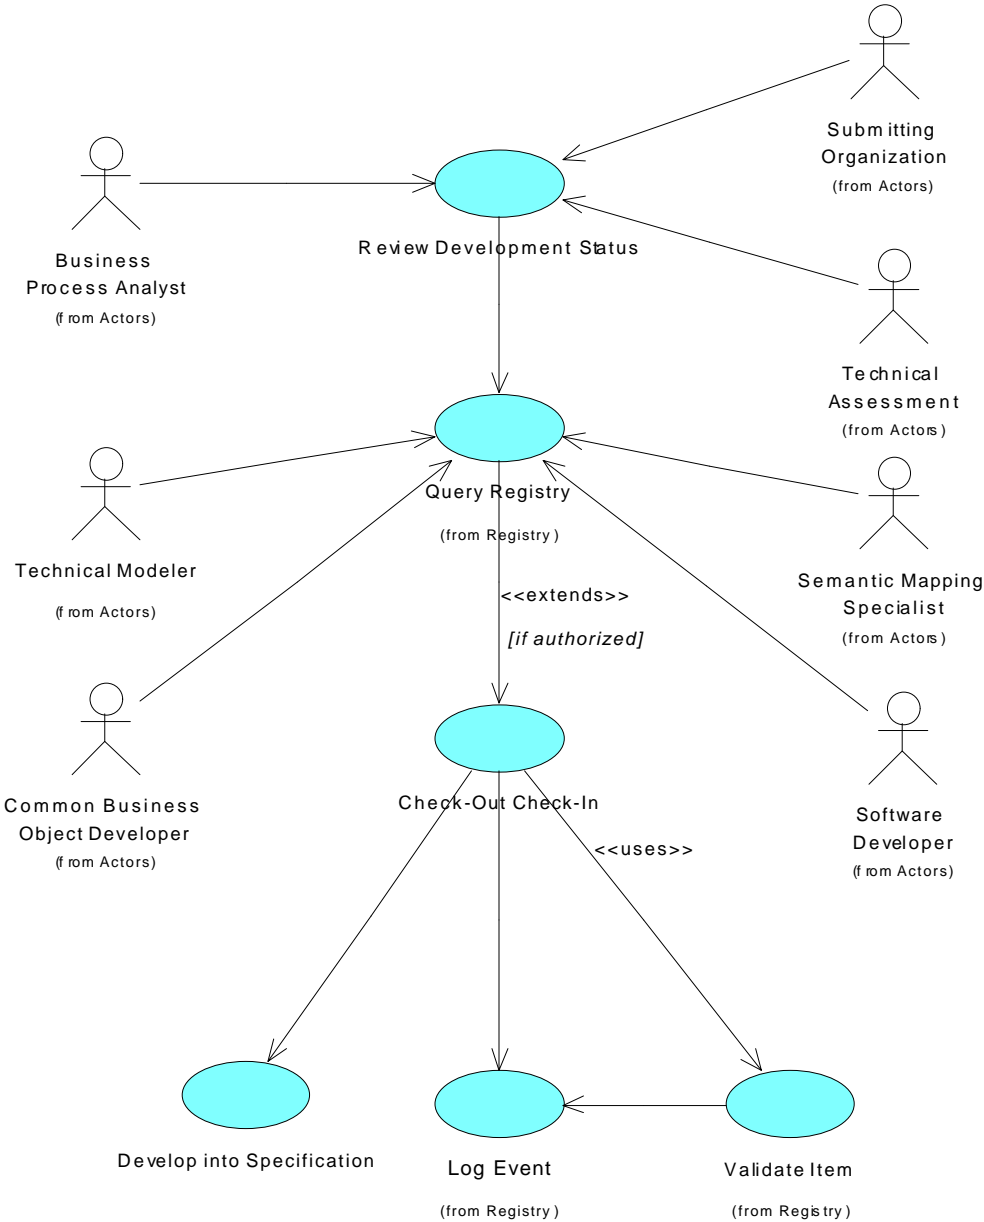 Submitting
Organization
(from Actors)
Business
Process Analyst
(from Actors)
Review Development Status
Technical
Assessment
(from Actors)
Technical Modeler
(from Actors)
Query Registry
(from Registry)
Semantic Mapping
Specialist
(from Actors)
<<extends>>
[if authorized]
Common Business
Object Developer
(from Actors)
Check-Out Check-In
Software
Developer
(from Actors)
<<uses>>
Develop into Specification
Log Event
(from Registry)
Validate Item
(from Registry)